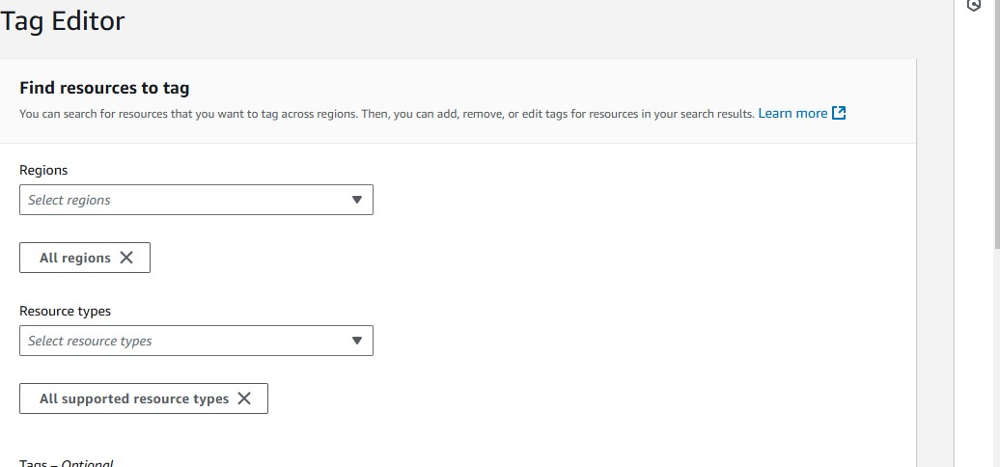 Tag Editor
Find resources to tag
You can search for resources that you want to tag across regions. Then, you can add, remove, or edit tags for resources in your search results. Learn more
Regions
Select regions
All regions
Resource types
Select resource types
All supported resource types
Tags – Optional